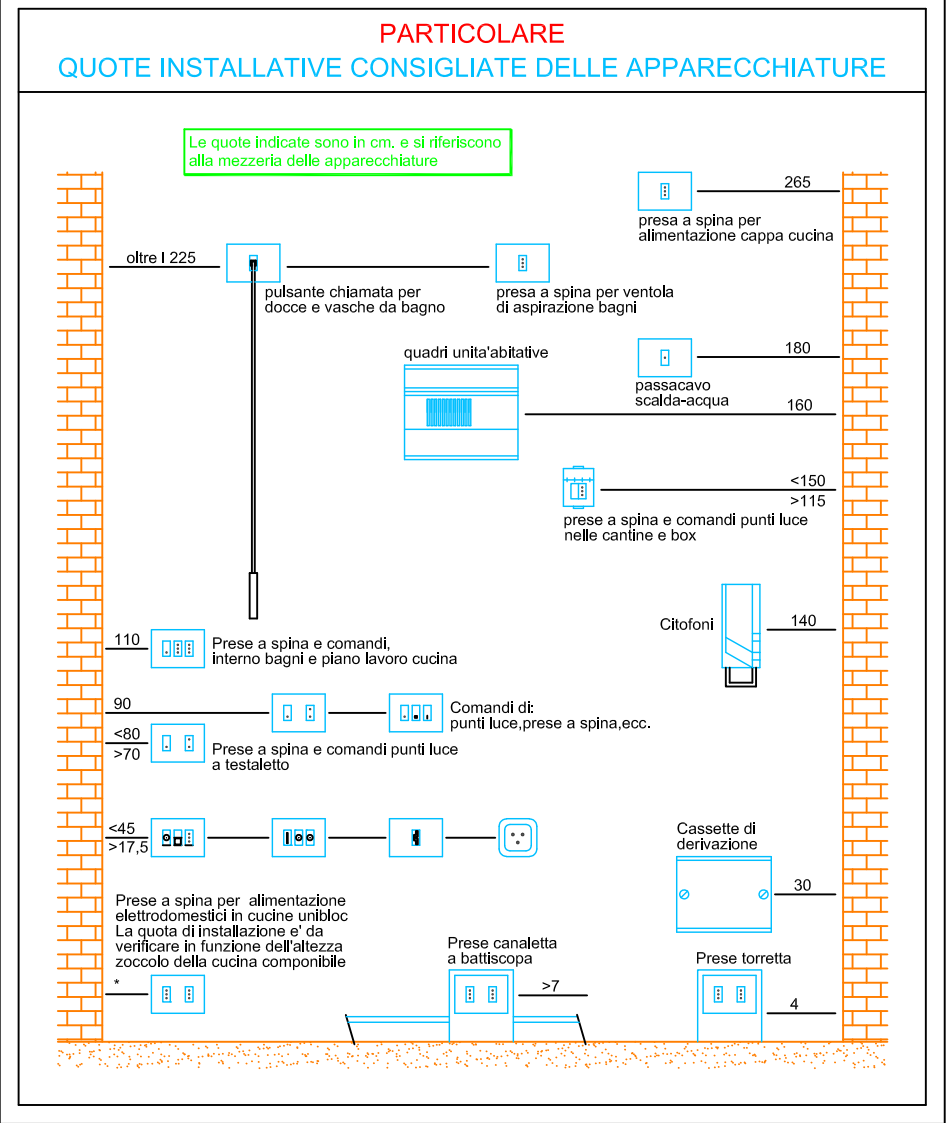 PARTICOLARE
QUOTE INSTALLATIVE CONSIGLIATE DELLE APPARECCHIATURE
Le quote indicate sono in cm. e si riferiscono
alla mezzeria delle apparecchiature
265
presa a spina per
alimentazione cappa cucina
oltre I 225
pulsante chiamata per
docce e vasche da bagno
presa a spina per ventola
di aspirazione bagni
quadri unita'abitative
180
passacavo
scalda-acqua
160
<150
>115
prese a spina e comandi punti luce
nelle cantine e box
Citofoni
140
110
Prese a spina e comandi,
interno bagni e piano lavoro cucina
90
Comandi di:
punti luce,prese a spina,ecc.
<80
>70
Prese a spina e comandi punti luce
a testaletto
<45
>17,5
Cassette di
derivazione
30
Prese a spina per alimentazione
elettrodomestici in cucine unibloc
La quota di installazione e' da
verificare in funzione dell'altezza
zoccolo della cucina componibile
*
Prese canaletta
a battiscopa
>7
Prese torretta
4